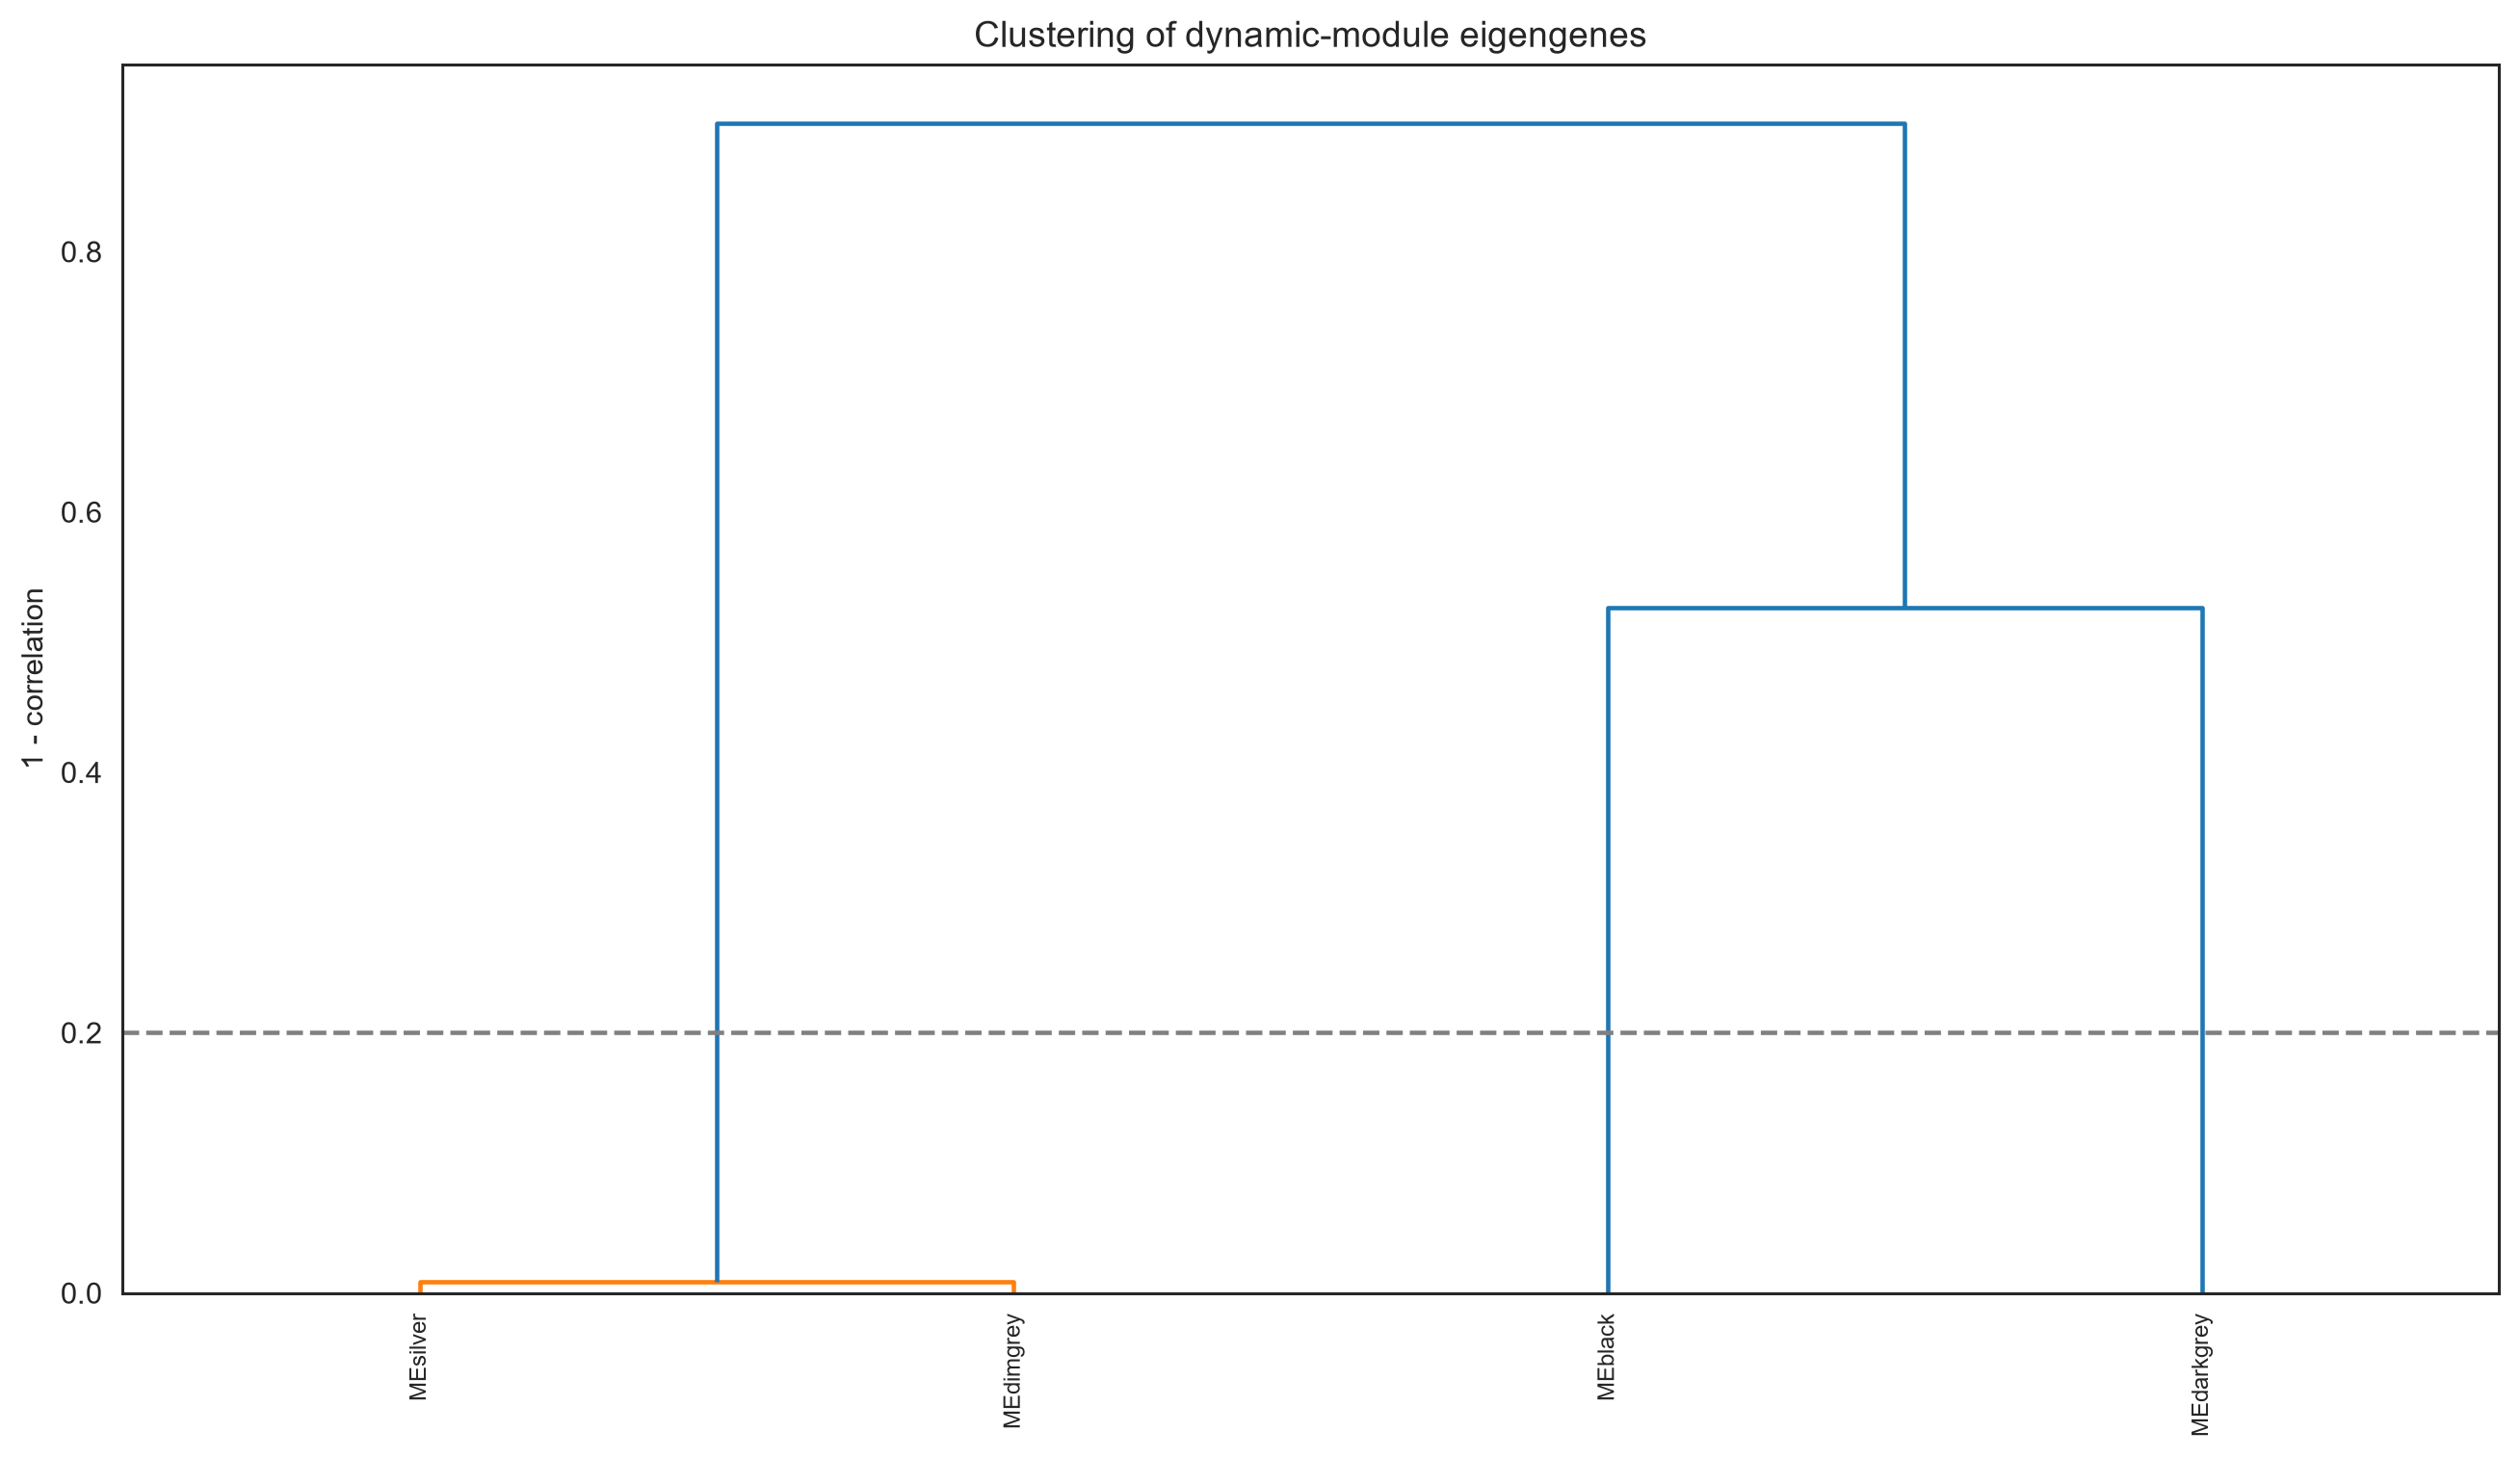 Clustering of dynamic-module eigengenes
1 - correlation
0.8
0.6
0.4
0.2
0.0
MEsilver
MEdimgrey
MEblack
MEdarkgrey